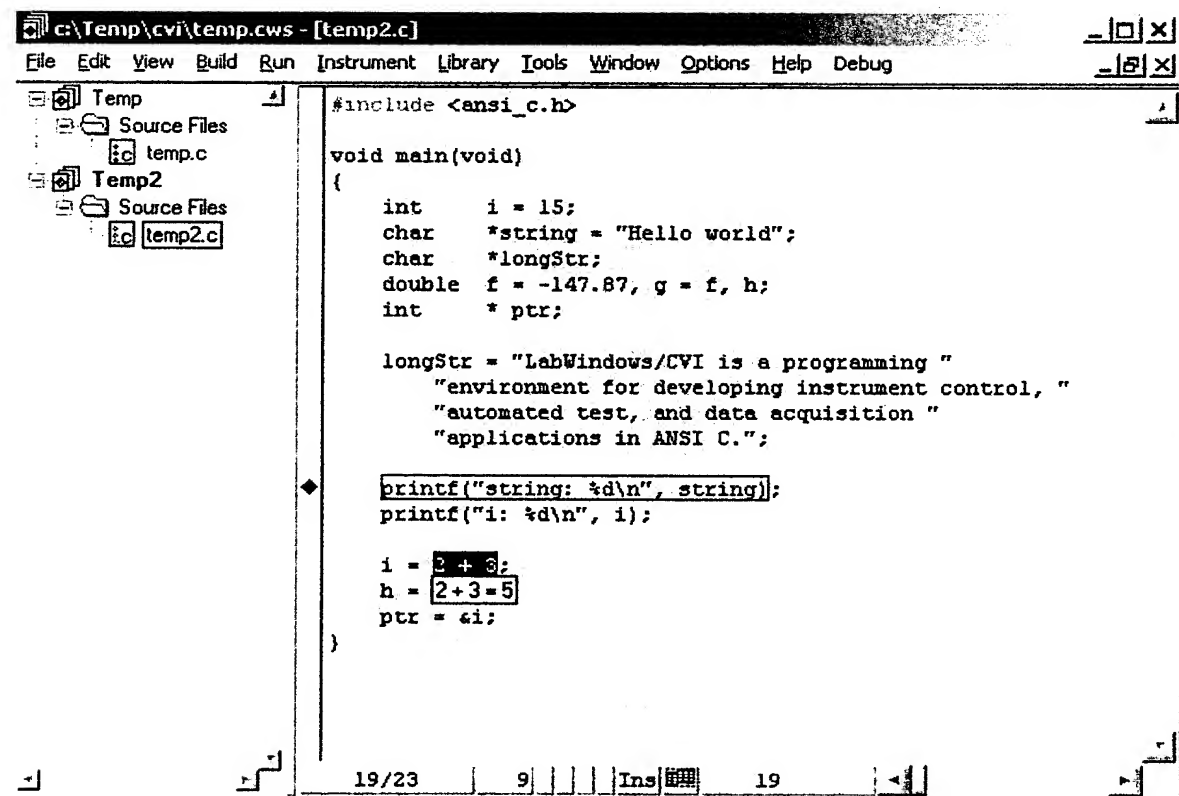 c:\Temp\cvi\temp.cws - [temp2.c]
File Edit View Build Run Instrument Library Tools Window Options Help Debug
Temp
Source Files
temp.c
Temp2
Source Files
temp2.c
#include <ansi_c.h>
void main(void)
{
int i = 15;
char *string = "Hello world";
char *longStr;
double f = -147.87, g = f, h;
int * ptr;
longStr = "LabWindows/CVI is a programming "
"environment for developing instrument control, "
"automated test, and data acquisition "
"applications in ANSI C.";
printf("string: %d\n", string);
printf("i: %d\n", i);
i = 2 + 3;
h = 2+3=5
ptr = &i;
}
19/23 9 Ins 19